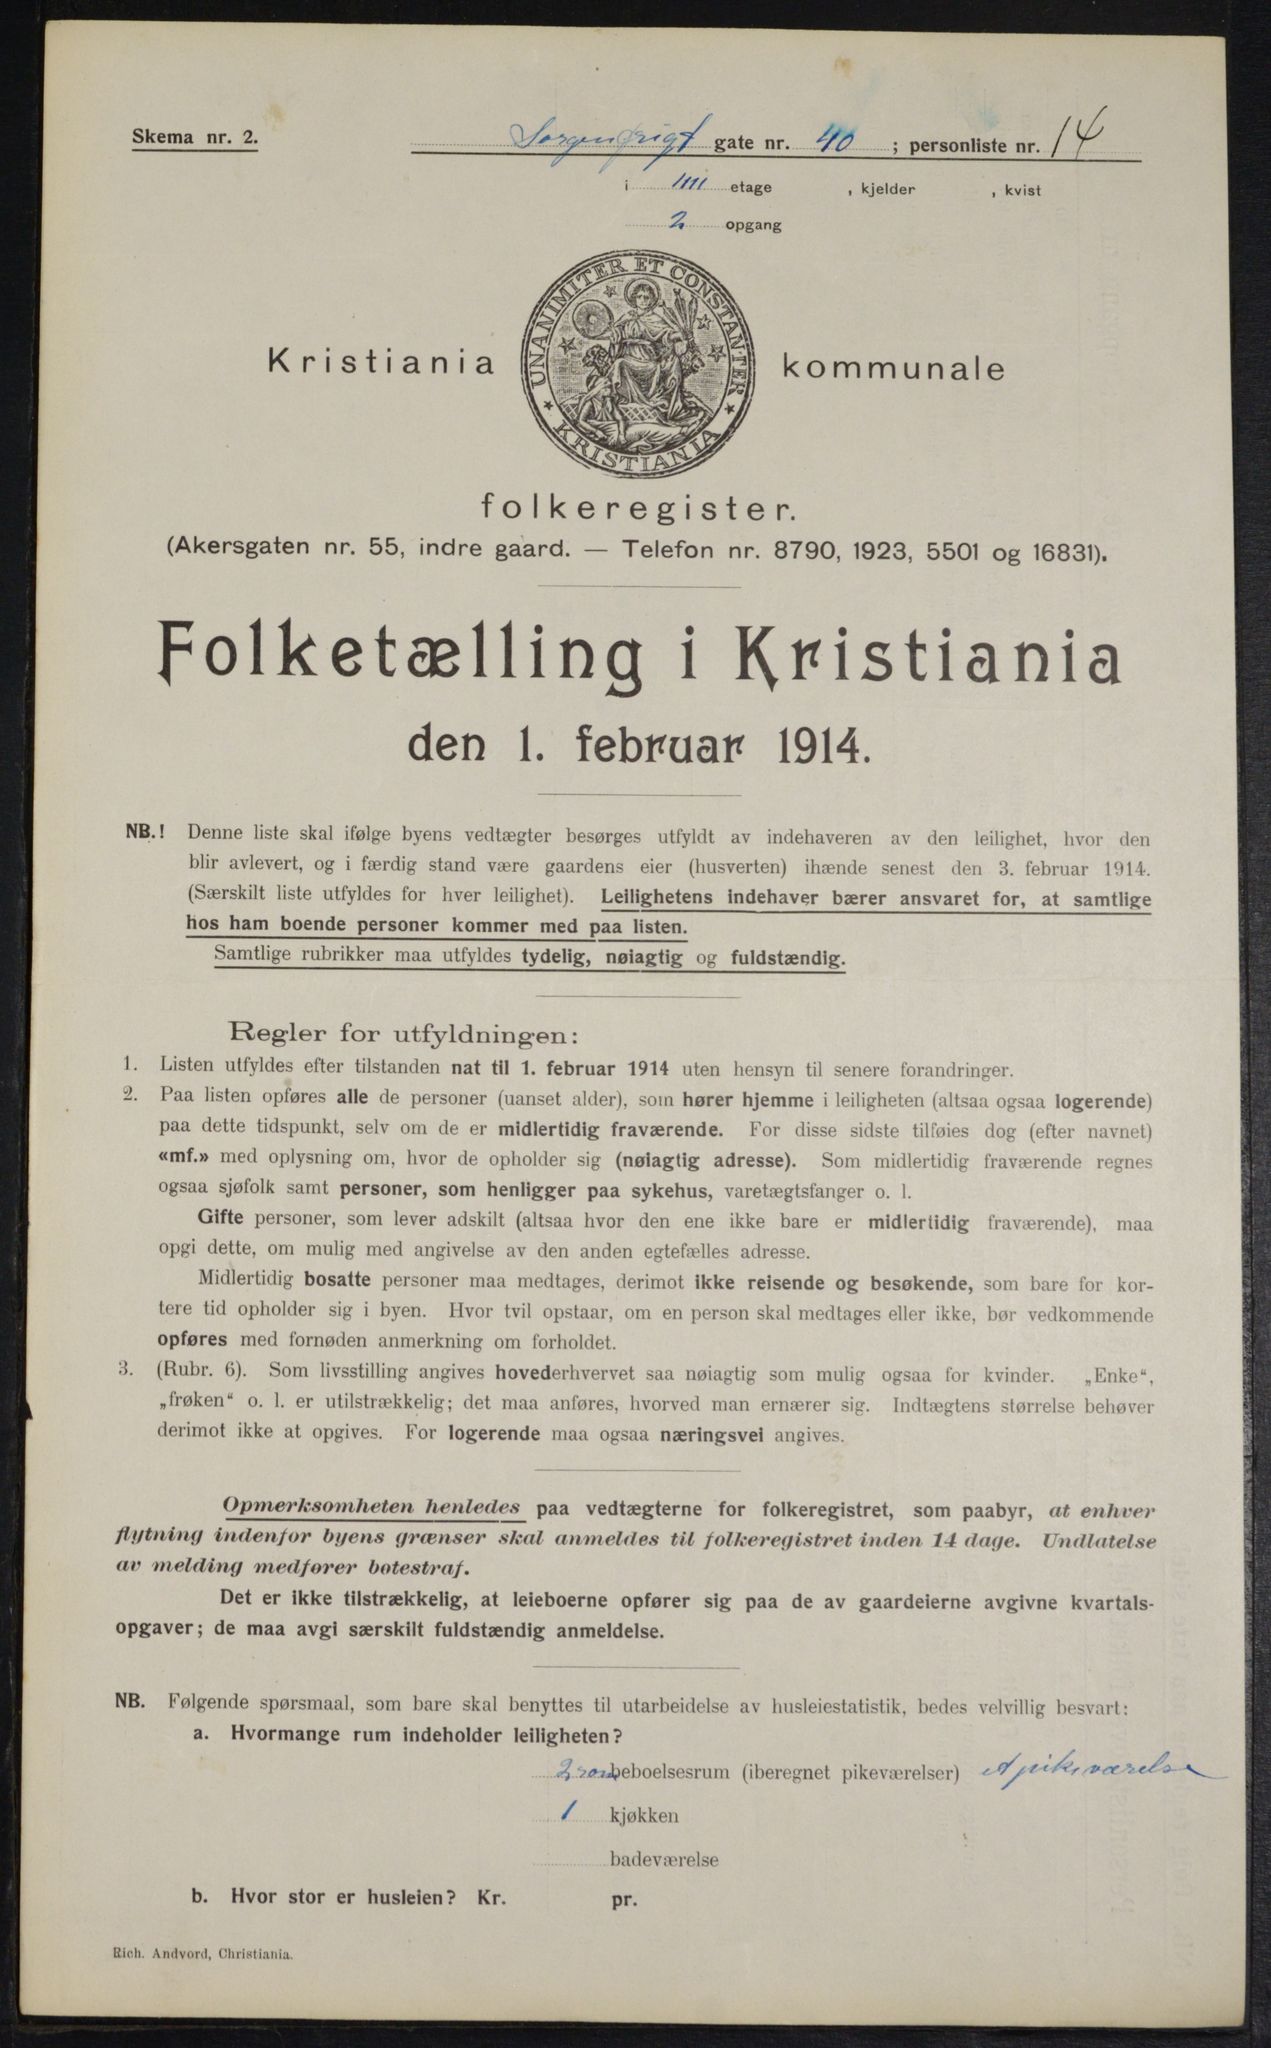 Skema nr. 2.
Sorgenfrigt gate nr. 40 ; personliste nr. 14
i IIII etage , kjelder , kvist
2 opgang
UNANIMITER ET CONSTANTER
KRISTIANIA
Kristiania kommunale
folkeregister.
(Akersgaten nr. 55, indre gaard. — Telefon nr. 8790, 1923, 5501 og 16831).
Folketælling i Kristiania
den 1. februar 1914.
NB.! Denne liste skal ifølge byens vedtægter besørges utfyldt av indehaveren av den leilighet, hvor den
blir avlevert, og i færdig stand være gaardens eier (husverten) ihænde senest den 3. februar 1914.
(Særskilt liste utfyldes for hver leilighet). Leilighetens indehaver bærer ansvaret for, at samtlige
hos ham boende personer kommer med paa listen.
Samtlige rubrikker maa utfyldes tydelig, nøiagtig og fuldstændig.
Regler for utfyldningen:
1. Listen utfyldes efter tilstanden nat til 1. februar 1914 uten hensyn til senere forandringer.
2. Paa listen opføres alle de personer (uanset alder), som hører hjemme i leiligheten (altsaa ogsaa logerende)
paa dette tidspunkt, selv om de er midlertidig fraværende. For disse sidste tilføies dog (efter navnet)
«mf.» med oplysning om, hvor de opholder sig (nøiagtig adresse). Som midlertidig fraværende regnes
ogsaa sjøfolk samt personer, som henligger paa sykehus, varetægtsfanger o. l.
Gifte personer, som lever adskilt (altsaa hvor den ene ikke bare er midlertidig fraværende), maa
opgi dette, om mulig med angivelse av den anden egtefælles adresse.
Midlertidig bosatte personer maa medtages, derimot ikke reisende og besøkende, som bare for kor-
tere tid opholder sig i byen. Hvor tvil opstaar, om en person skal medtages eller ikke, bør vedkommende
opføres med fornøden anmerkning om forholdet.
3. (Rubr. 6). Som livsstilling angives hovederhvervet saa nøiagtig som mulig ogsaa for kvinder. „Enke“,
„frøken“ o. l. er utilstrækkelig; det maa anføres, hvorved man ernærer sig. Indtægtens størrelse behøver
derimot ikke at opgives. For logerende maa ogsaa næringsvei angives.
Opmerksomheten henledes paa vedtægterne for folkeregistret, som paabyr, at enhver
flytning indenfor byens grænser skal anmeldes til folkeregistret inden 14 dage. Undlatelse
av melding medfører bøtestraf.
Det er ikke tilstrækkelig, at leieboerne opfører sig paa de av gaardeierne avgivne kvartals-
opgaver; de maa avgi særskilt fuldstændig anmeldelse.
NB. Følgende spørsmaal, som bare skal benyttes til utarbeidelse av husleiestatistik, bedes velvillig besvart:
a. Hvormange rum indeholder leiligheten?
2 rom beboelsesrum (iberegnet pikeværelser) pikeværelse
1 kjøkken
badeværelse
b. Hvor stor er husleien? Kr. pr.
Rich. Andvord, Christiania.